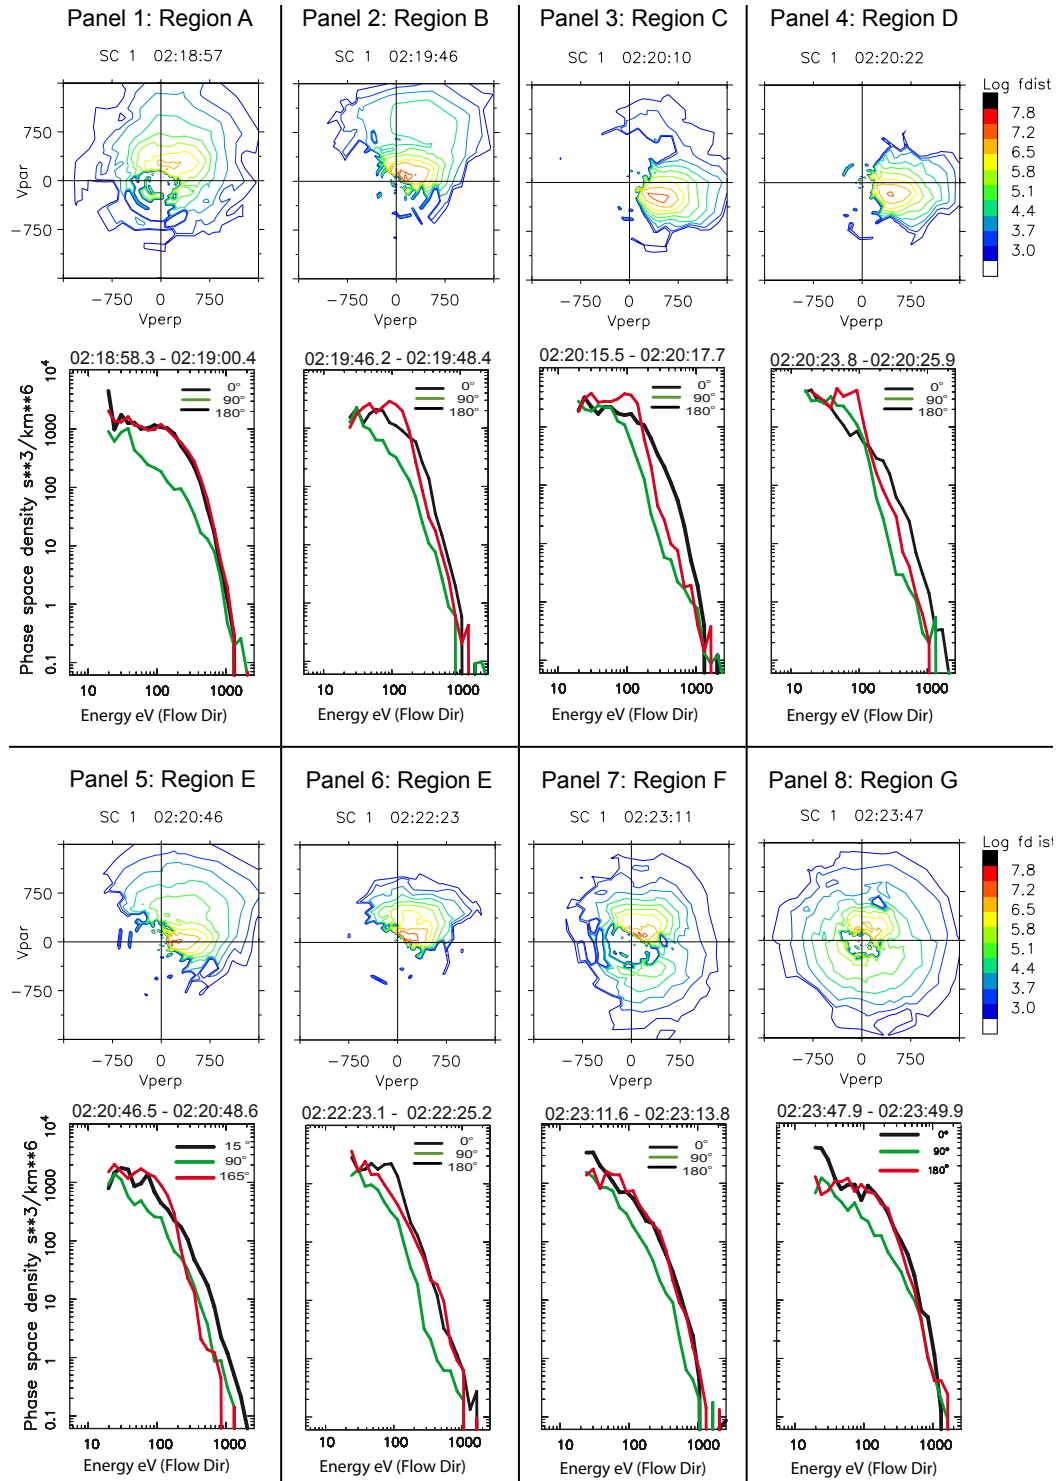 Panel 1: Region A
Panel 2: Region B
Panel 3: Region C
Panel 4: Region D
SC 1 02:18:57
SC 1 02:19:46
SC 1 02:20:10
SC 1 02:20:22
Log fdist
7.8
7.2
6.5
5.8
5.1
4.4
3.7
3.0
Vpar
750
0
−750
−750 0 750
Vperp
−750 0 750
Vperp
−750 0 750
Vperp
−750 0 750
Vperp
02:18:58.3 - 02:19:00.4
02:19:46.2 - 02:19:48.4
02:20:15.5 - 02:20:17.7
02:20:23.8 - 02:20:25.9
Phase space density s**3/km**6
10^4
1000
100
10
1
0.1
0°
90°
180°
0°
90°
180°
0°
90°
180°
0°
90°
180°
10 100 1000
Energy eV (Flow Dir)
10 100 1000
Energy eV (Flow Dir)
10 100 1000
Energy eV (Flow Dir)
10 100 1000
Energy eV (Flow Dir)
Panel 5: Region E
Panel 6: Region E
Panel 7: Region F
Panel 8: Region G
SC 1 02:20:46
SC 1 02:22:23
SC 1 02:23:11
SC 1 02:23:47
Log fd ist
7.8
7.2
6.5
5.8
5.1
4.4
3.7
3.0
Vpar
750
0
−750
−750 0 750
Vperp
−750 0 750
Vperp
−750 0 750
Vperp
−750 0 750
Vperp
02:20:46.5 - 02:20:48.6
02:22:23.1 - 02:22:25.2
02:23:11.6 - 02:23:13.8
02:23:47.9 - 02:23:49.9
Phase space density s**3/km**6
10^4
1000
100
10
1
0.1
15°
90°
165°
0°
90°
180°
0°
90°
180°
0°
90°
180°
10 100 1000
Energy eV (Flow Dir)
10 100 1000
Energy eV (Flow Dir)
10 100 1000
Energy eV (Flow Dir)
10 100 1000
Energy eV (Flow Dir)